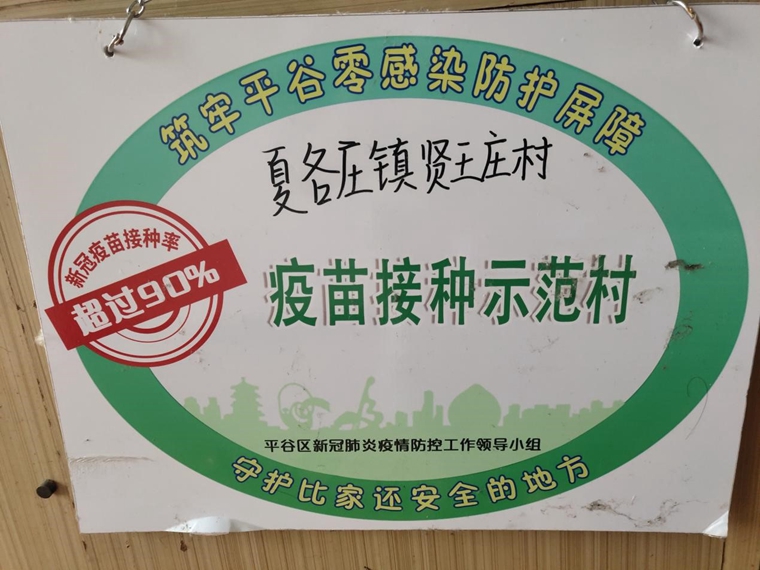 筑牢平谷零感染防护屏障
夏各庄镇贤王庄村
新冠疫苗接种率
超过90%
疫苗接种示范村
平谷区新冠肺炎疫情防控工作领导小组
守护比家还安全的地方